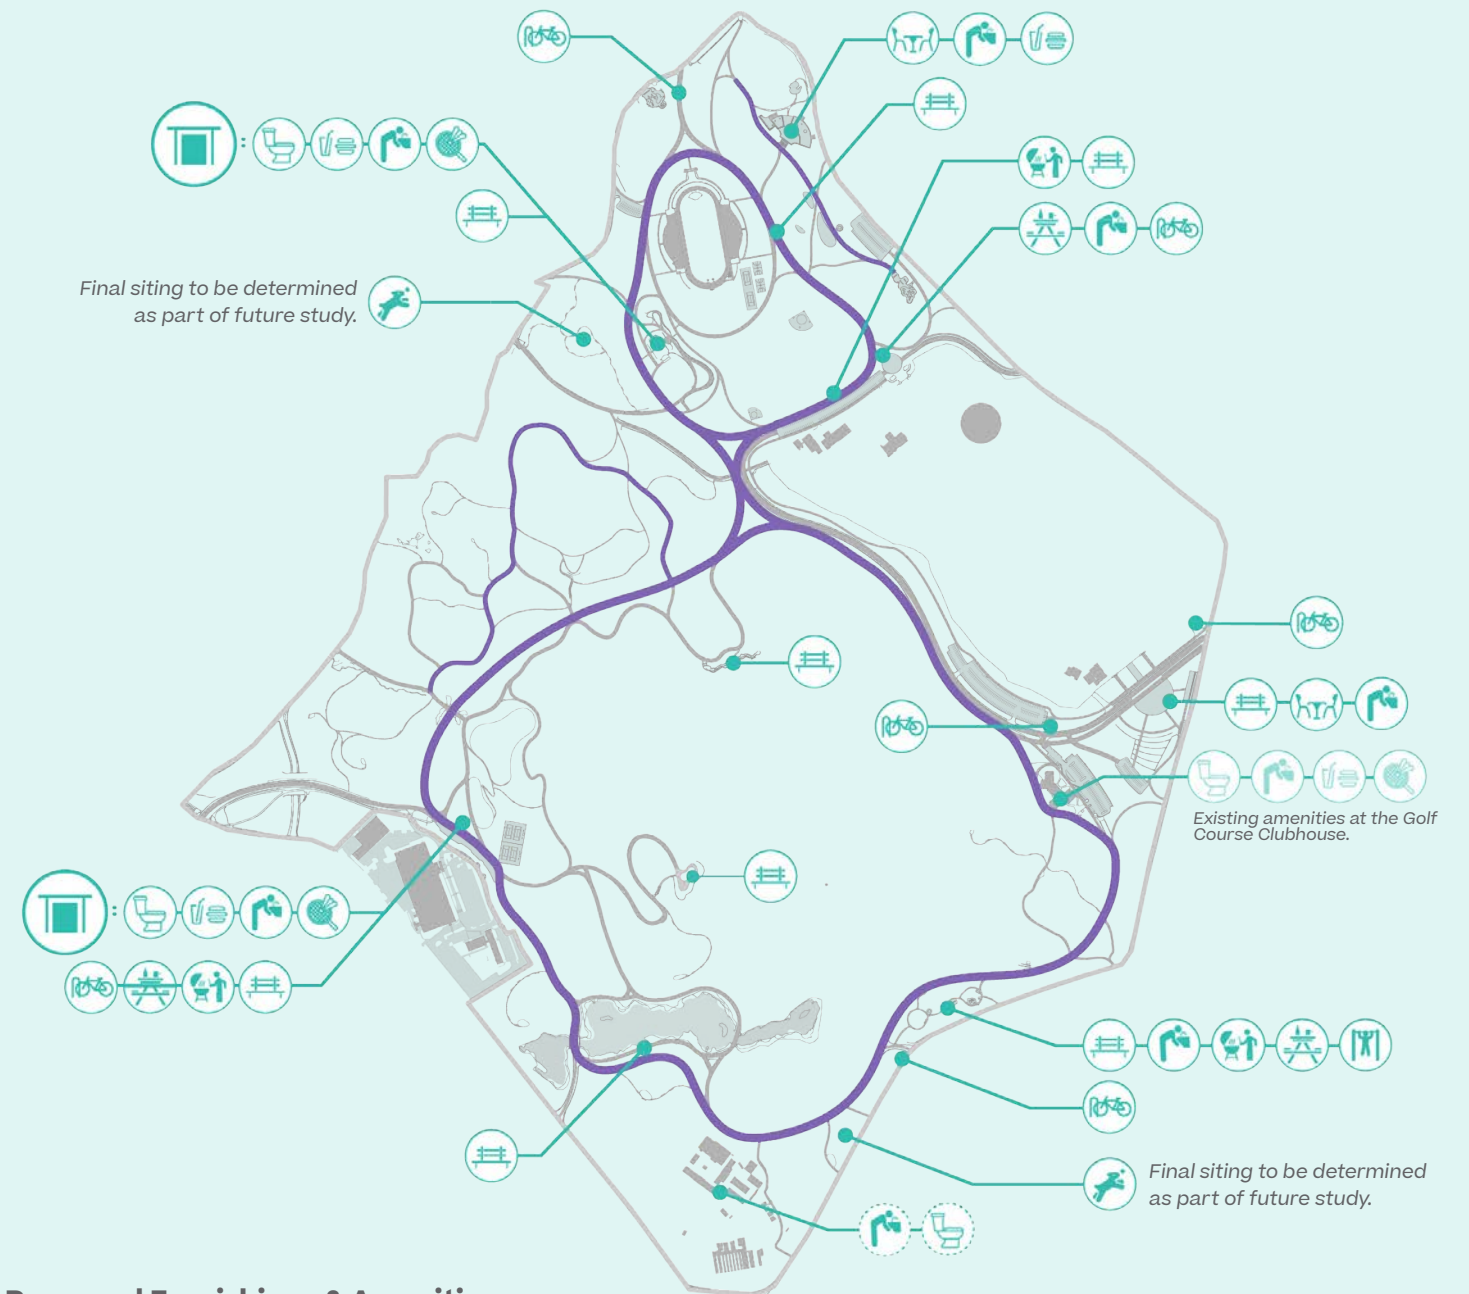 Final siting to be determined
as part of future study.
:
Existing amenities at the Golf
Course Clubhouse.
:
Final siting to be determined
as part of future study.